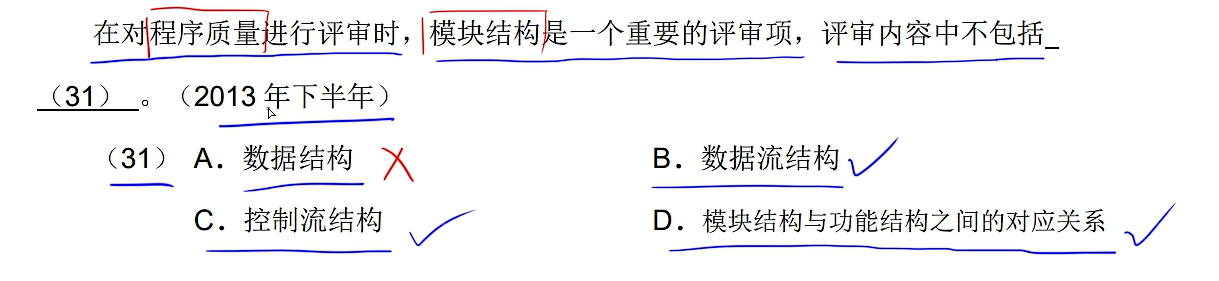 在对程序质量进行评审时，模块结构是一个重要的评审项，评审内容中不包括
（31）。（2013 年下半年）
（31） A．数据结构 B．数据流结构
C．控制流结构 D．模块结构与功能结构之间的对应关系